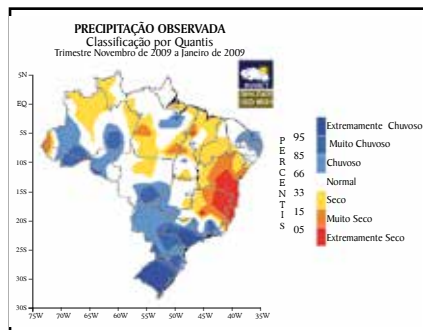 PRECIPITAÇÃO OBSERVADA
Classificação por Quantis
Trimestre Novembro de 2009 a Janeiro de 2009
5N
EQ
5S
10S
15S
20S
25S
30S
75W 70W 65W 60W 55W 50W 45W 40W 35W
PERCENTIS
95
85
66
33
15
05
Extremamente Chuvoso
Muito Chuvoso
Chuvoso
Normal
Seco
Muito Seco
Extremamente Seco